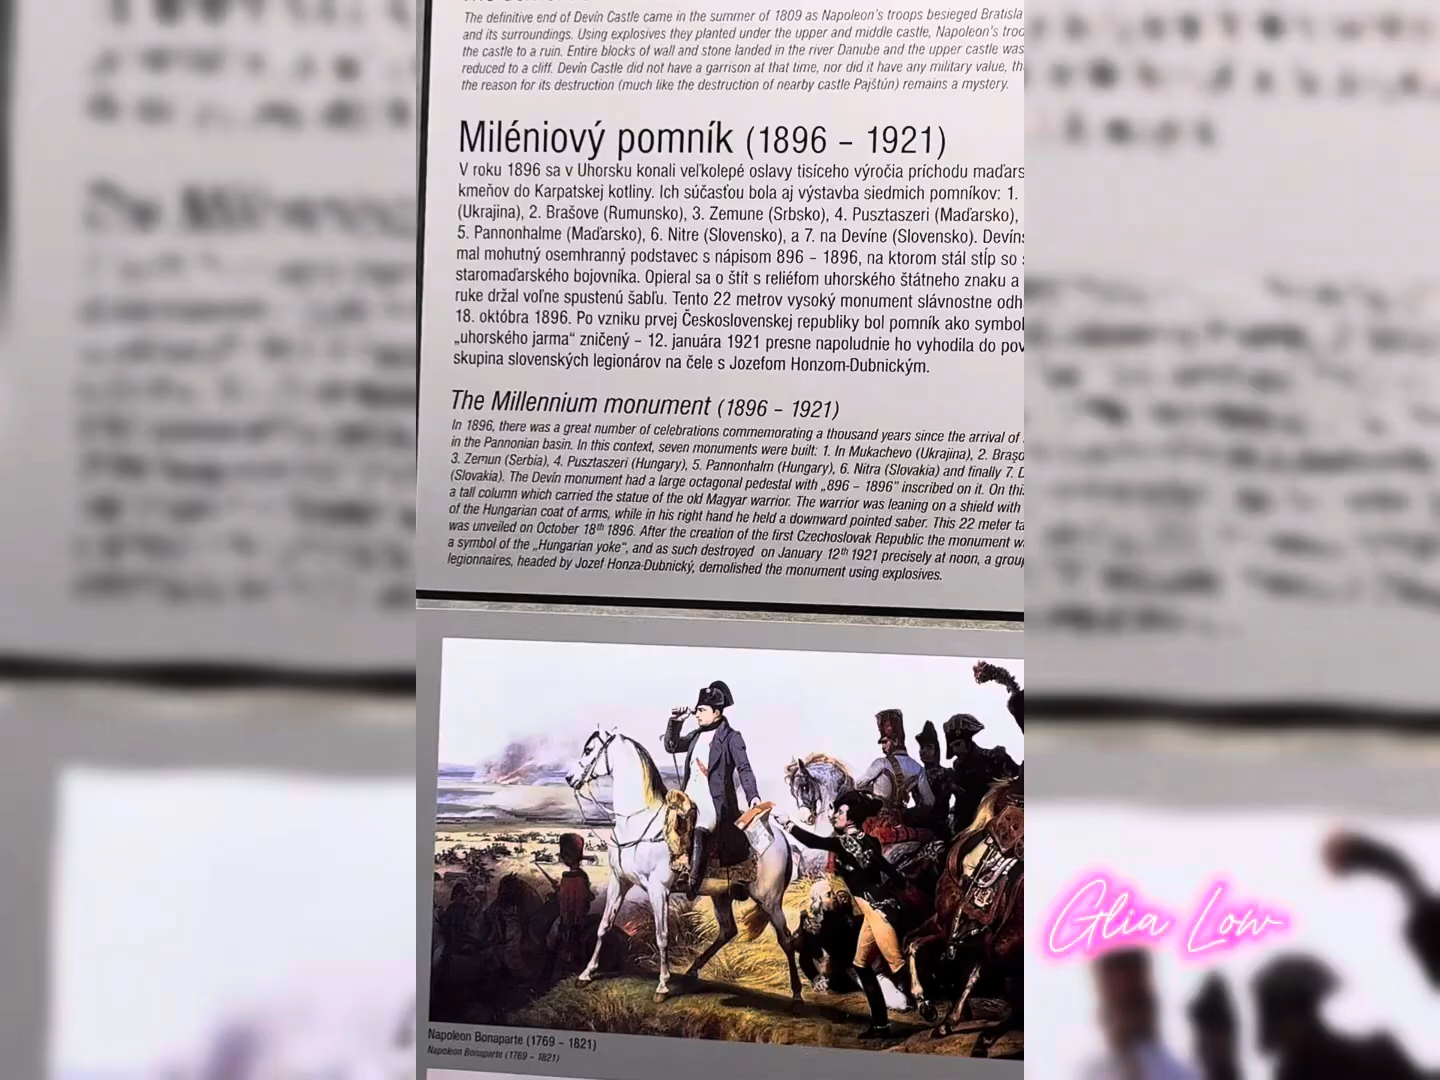 The definitive end of Devín Castle came in the summer of 1809 as Napoleon's troops besieged
and its surroundings. Using explosives they planted under the upper and middle castle, Napoleon's
the castle to a ruin. Entire blocks of wall and stone landed in the river Danube and the upper castle was
reduced to a cliff. Devín Castle did not have a garrison at that time, nor did it have any military value,
the reason for its destruction (much like the destruction of nearby castle Pajštún) remains a mystery.
Miléniový pomník (1896 – 1921)
V roku 1896 sa v Uhorsku konali veľkolepé oslavy tisíceho výročia príchodu
kmeňov do Karpatskej kotliny. Ich súčasťou bola aj výstavba siedmich pomníkov: 1.
(Ukrajina), 2. Brašove (Rumunsko), 3. Zemune (Srbsko), 4. Pusztaszeri (Maďarsko),
5. Pannonhalme (Maďarsko), 6. Nitre (Slovensko), a 7. na Devíne (Slovensko).
mal mohutný osemhranný podstavec s nápisom 896 – 1896, na ktorom stál stĺp so
staromaďarského bojovníka. Opieral sa o štít s reliéfom uhorského štátneho znaku a
ruke držal voľne spustenú šabľu. Tento 22 metrov vysoký monument slávnostne
18. októbra 1896. Po vzniku prvej Československej republiky bol pomník ako symbol
„uhorského jarma“ zničený – 12. januára 1921 presne napoludnie ho vyhodila do
skupina slovenských legionárov na čele s Jozefom Honzom-Dubnickým.
The Millennium monument (1896 – 1921)
In 1896, there was a great number of celebrations commemorating a thousand years since the arrival of
in the Pannonian basin. In this context, seven monuments were built: 1. In Mukachevo (Ukrajina), 2.
3. Zemun (Serbia), 4. Pusztaszeri (Hungary), 5. Pannonhalm (Hungary), 6. Nitra (Slovakia) and finally 7.
(Slovakia). The Devín monument had a large octagonal pedestal with „896 – 1896” inscribed on it. On
a tall column which carried the statue of the old Magyar warrior. The warrior was leaning on a shield with
of the Hungarian coat of arms, while in his right hand he held a downward pointed saber. This 22 meter
was unveiled on October 18th 1896. After the creation of the first Czechoslovak Republic the monument
a symbol of the „Hungarian yoke“, and as such destroyed on January 12th 1921 precisely at noon, a
legionnaires, headed by Jozef Honza-Dubnický, demolished the monument using explosives.
Napoleon Bonaparte (1769 – 1821)
Napoleon Bonaparte (1769 – 1821)
Glia Low